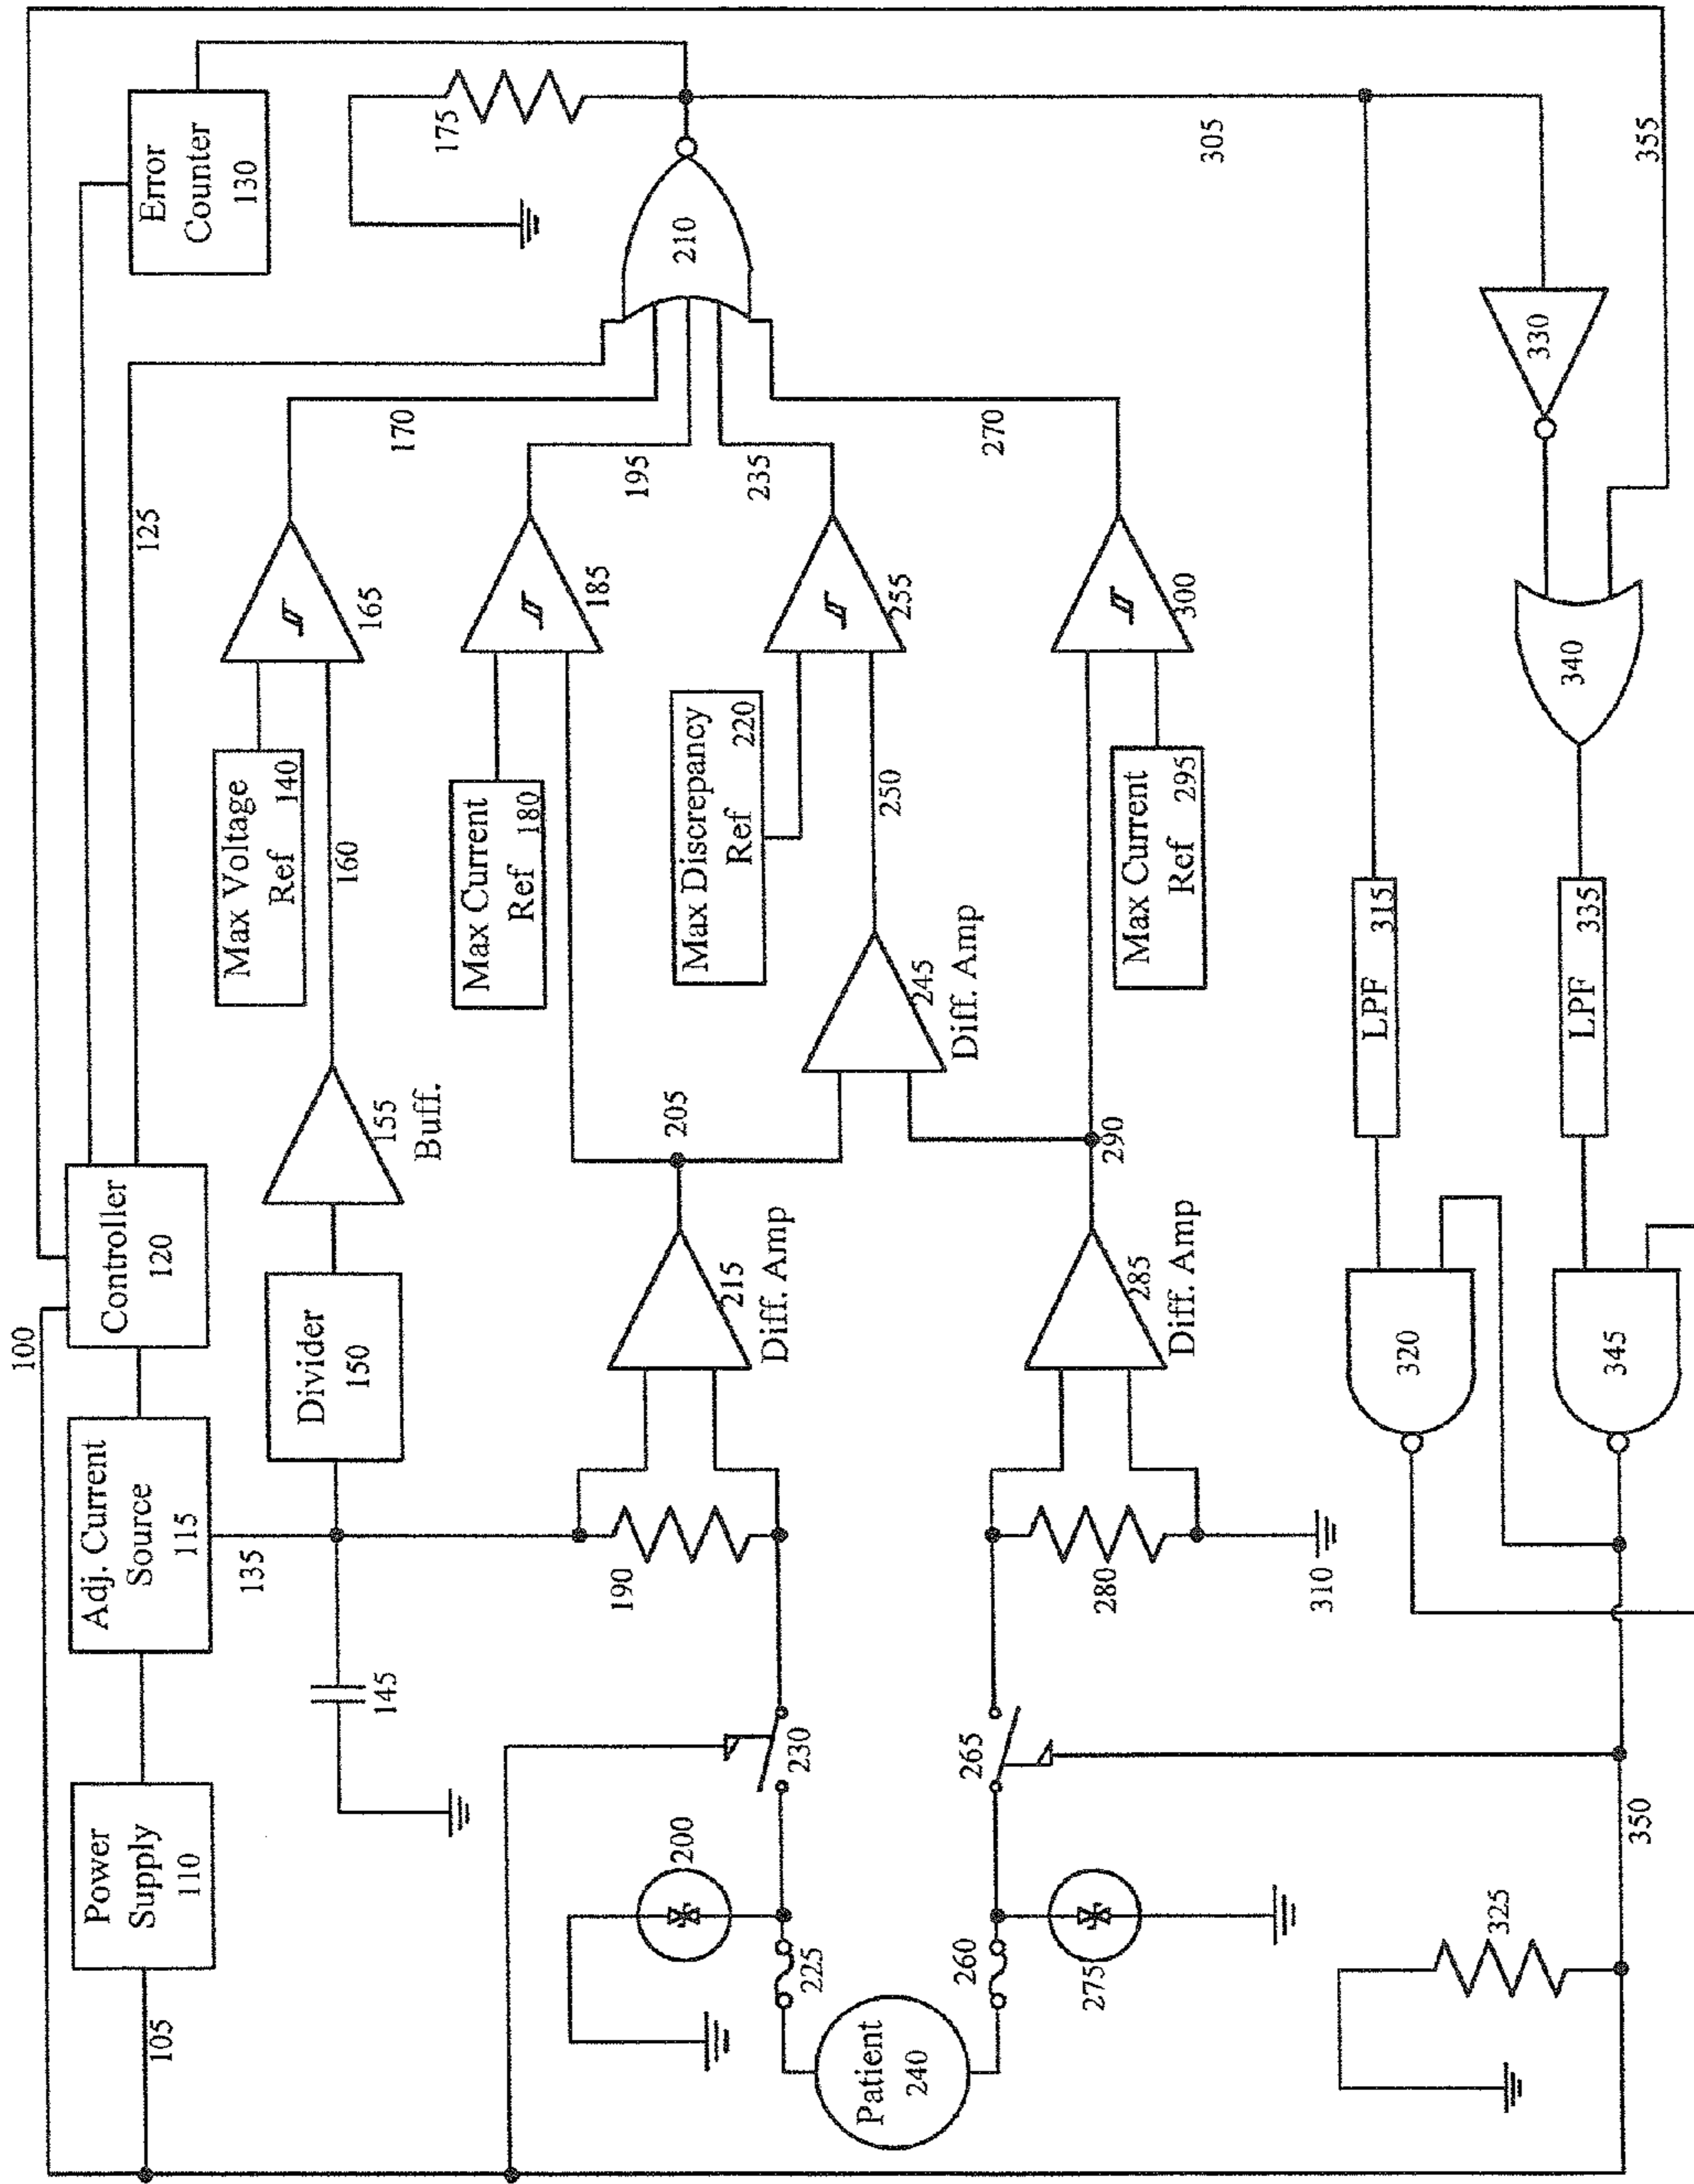 100
Power
Supply
110
105
Adj. Current
Source
115
135
Controller
120
125
Error
Counter
130
145
Divider
150
155
Buff.
Max Voltage
Ref 140
160
165
170
175
Max Current
Ref 180
185
195
190
215
Diff. Amp
205
Max Discrepancy
Ref 220
235
245
Diff. Amp
250
255
210
200
225
230
Patient
240
260
265
275
280
285
Diff. Amp
290
Max Current
Ref 295
300
270
305
310
LPF 315
320
325
330
LPF 335
340
345
350
355